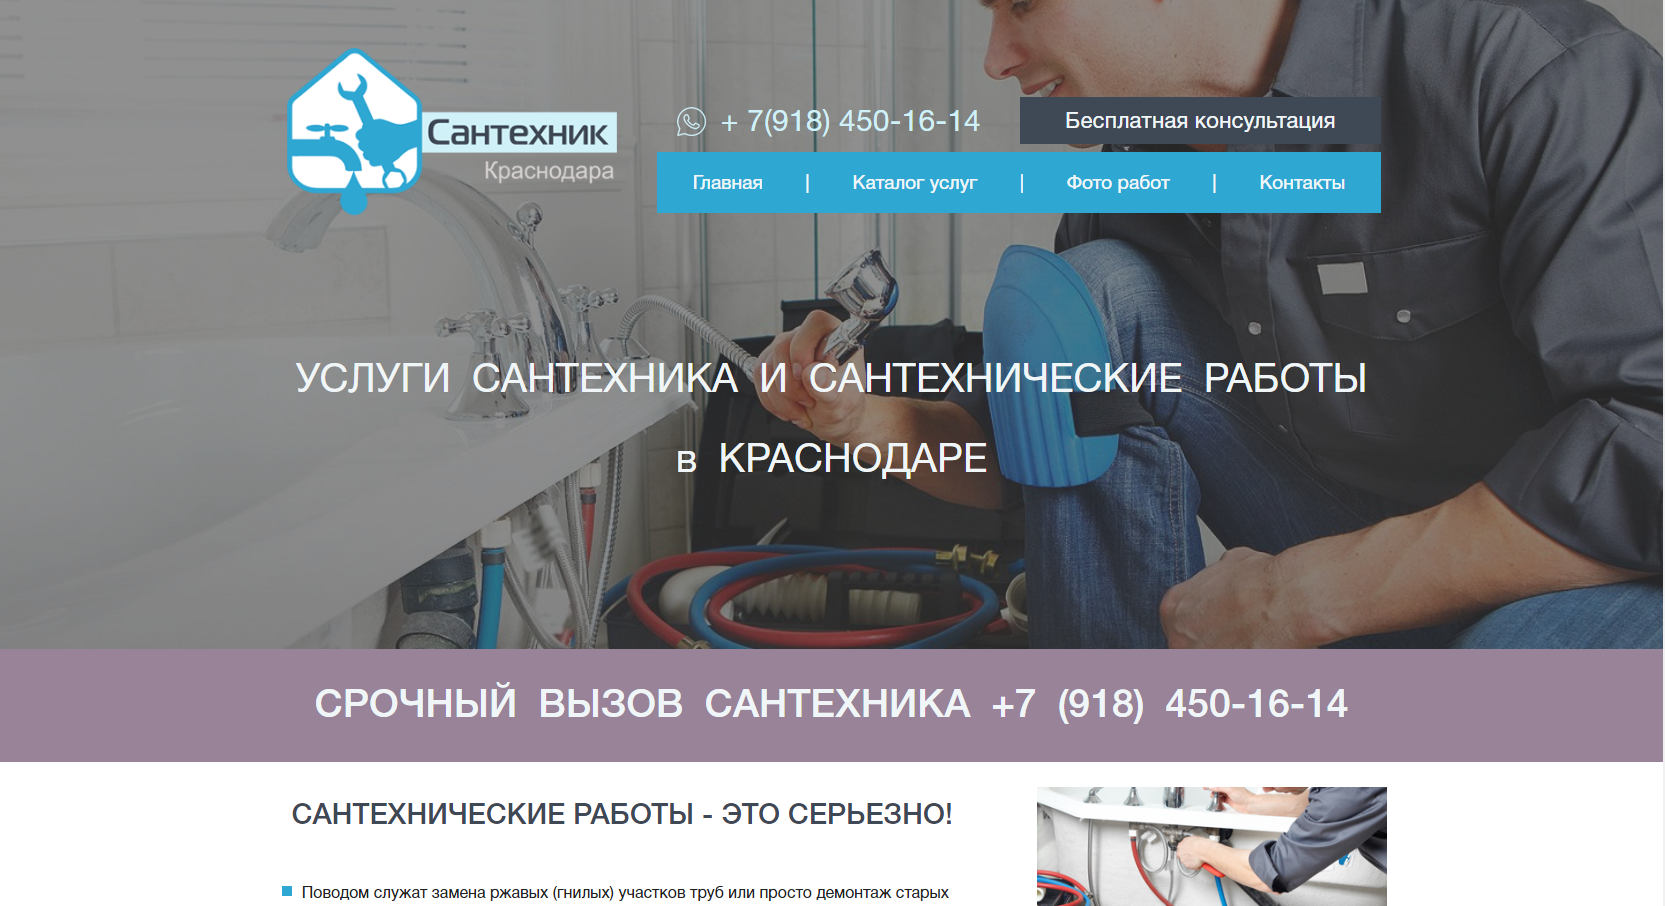 Сантехник
Краснодара
+ 7(918) 450-16-14
Бесплатная консультация
Главная | Каталог услуг | Фото работ | Контакты
УСЛУГИ САНТЕХНИКА И САНТЕХНИЧЕСКИЕ РАБОТЫ
в КРАСНОДАРЕ
СРОЧНЫЙ ВЫЗОВ САНТЕХНИКА +7 (918) 450-16-14
САНТЕХНИЧЕСКИЕ РАБОТЫ - ЭТО СЕРЬЕЗНО!
Поводом служат замена ржавых (гнилых) участков труб или просто демонтаж старых